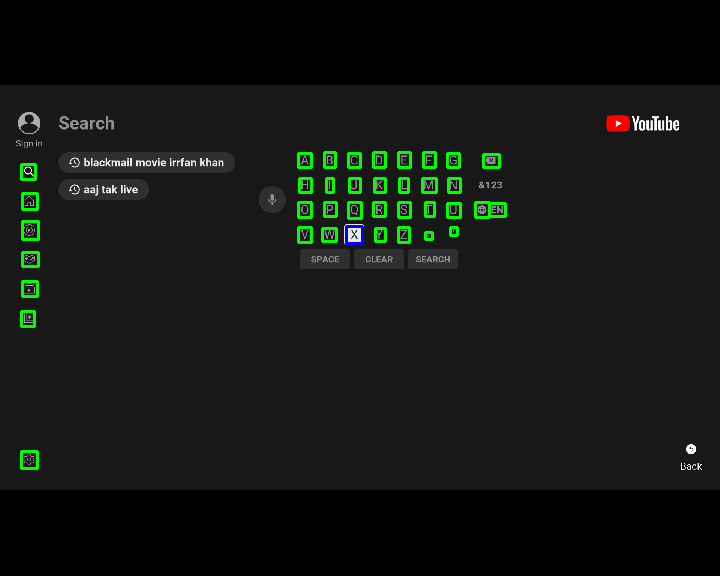 Search
YouTube
Sign in
blackmail movie irrfan khan
aaj tak live
A B C D E F G
H I J K L M N &123
O P Q R S T U EN
V W X Y Z - '
SPACE CLEAR SEARCH
Back